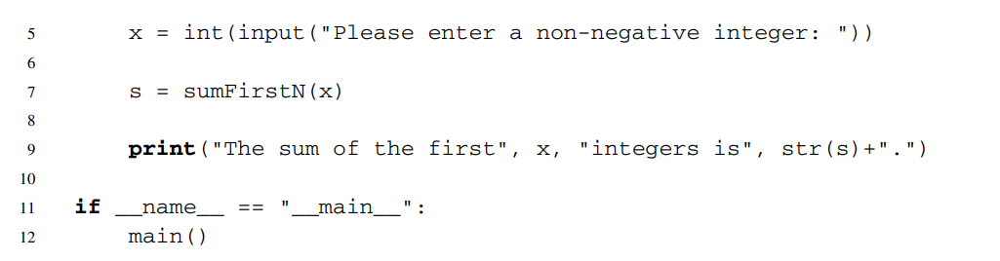 5 x = int(input("Please enter a non-negative integer: "))
6
7 s = sumFirstN(x)
8
9 print("The sum of the first", x, "integers is", str(s)+".")
10
11 if __name__ == "__main__":
12 main()